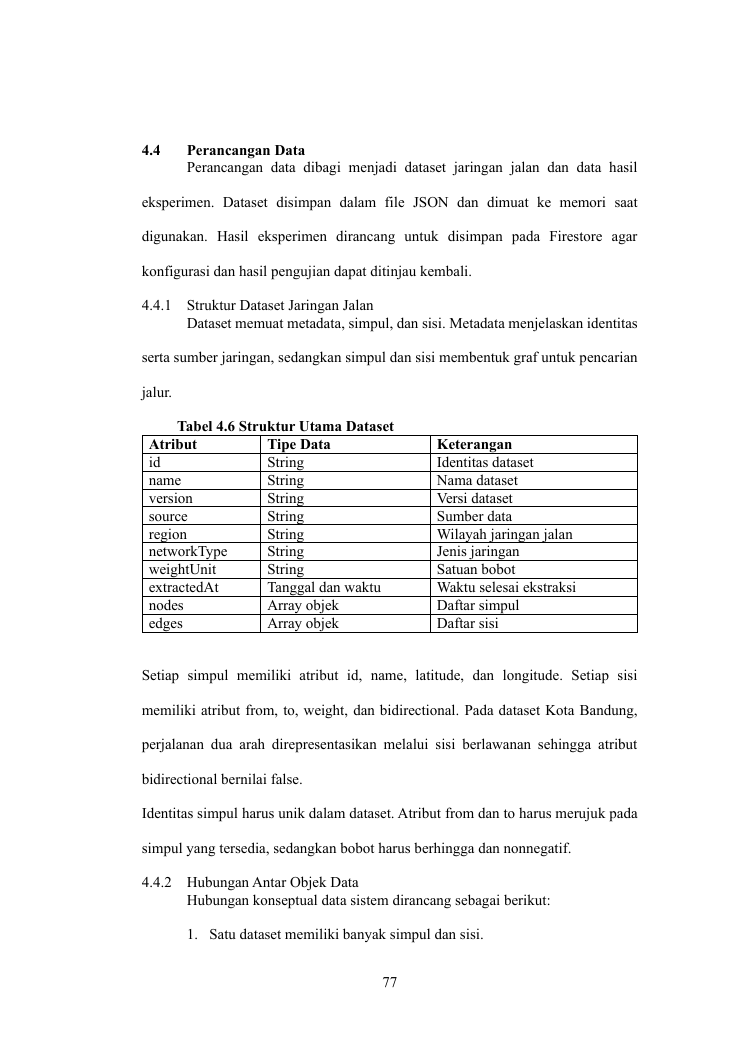 4.4 Perancangan Data
Perancangan data dibagi menjadi dataset jaringan jalan dan data hasil
eksperimen. Dataset disimpan dalam file JSON dan dimuat ke memori saat
digunakan. Hasil eksperimen dirancang untuk disimpan pada Firestore agar
konfigurasi dan hasil pengujian dapat ditinjau kembali.
4.4.1 Struktur Dataset Jaringan Jalan
Dataset memuat metadata, simpul, dan sisi. Metadata menjelaskan identitas
serta sumber jaringan, sedangkan simpul dan sisi membentuk graf untuk pencarian
jalur.
Tabel 4.6 Struktur Utama Dataset
Atribut Tipe Data Keterangan
id String Identitas dataset
name String Nama dataset
version String Versi dataset
source String Sumber data
region String Wilayah jaringan jalan
networkType String Jenis jaringan
weightUnit String Satuan bobot
extractedAt Tanggal dan waktu Waktu selesai ekstraksi
nodes Array objek Daftar simpul
edges Array objek Daftar sisi
Setiap simpul memiliki atribut id, name, latitude, dan longitude. Setiap sisi
memiliki atribut from, to, weight, dan bidirectional. Pada dataset Kota Bandung,
perjalanan dua arah direpresentasikan melalui sisi berlawanan sehingga atribut
bidirectional bernilai false.
Identitas simpul harus unik dalam dataset. Atribut from dan to harus merujuk pada
simpul yang tersedia, sedangkan bobot harus berhingga dan nonnegatif.
4.4.2 Hubungan Antar Objek Data
Hubungan konseptual data sistem dirancang sebagai berikut:
1. Satu dataset memiliki banyak simpul dan sisi.
77